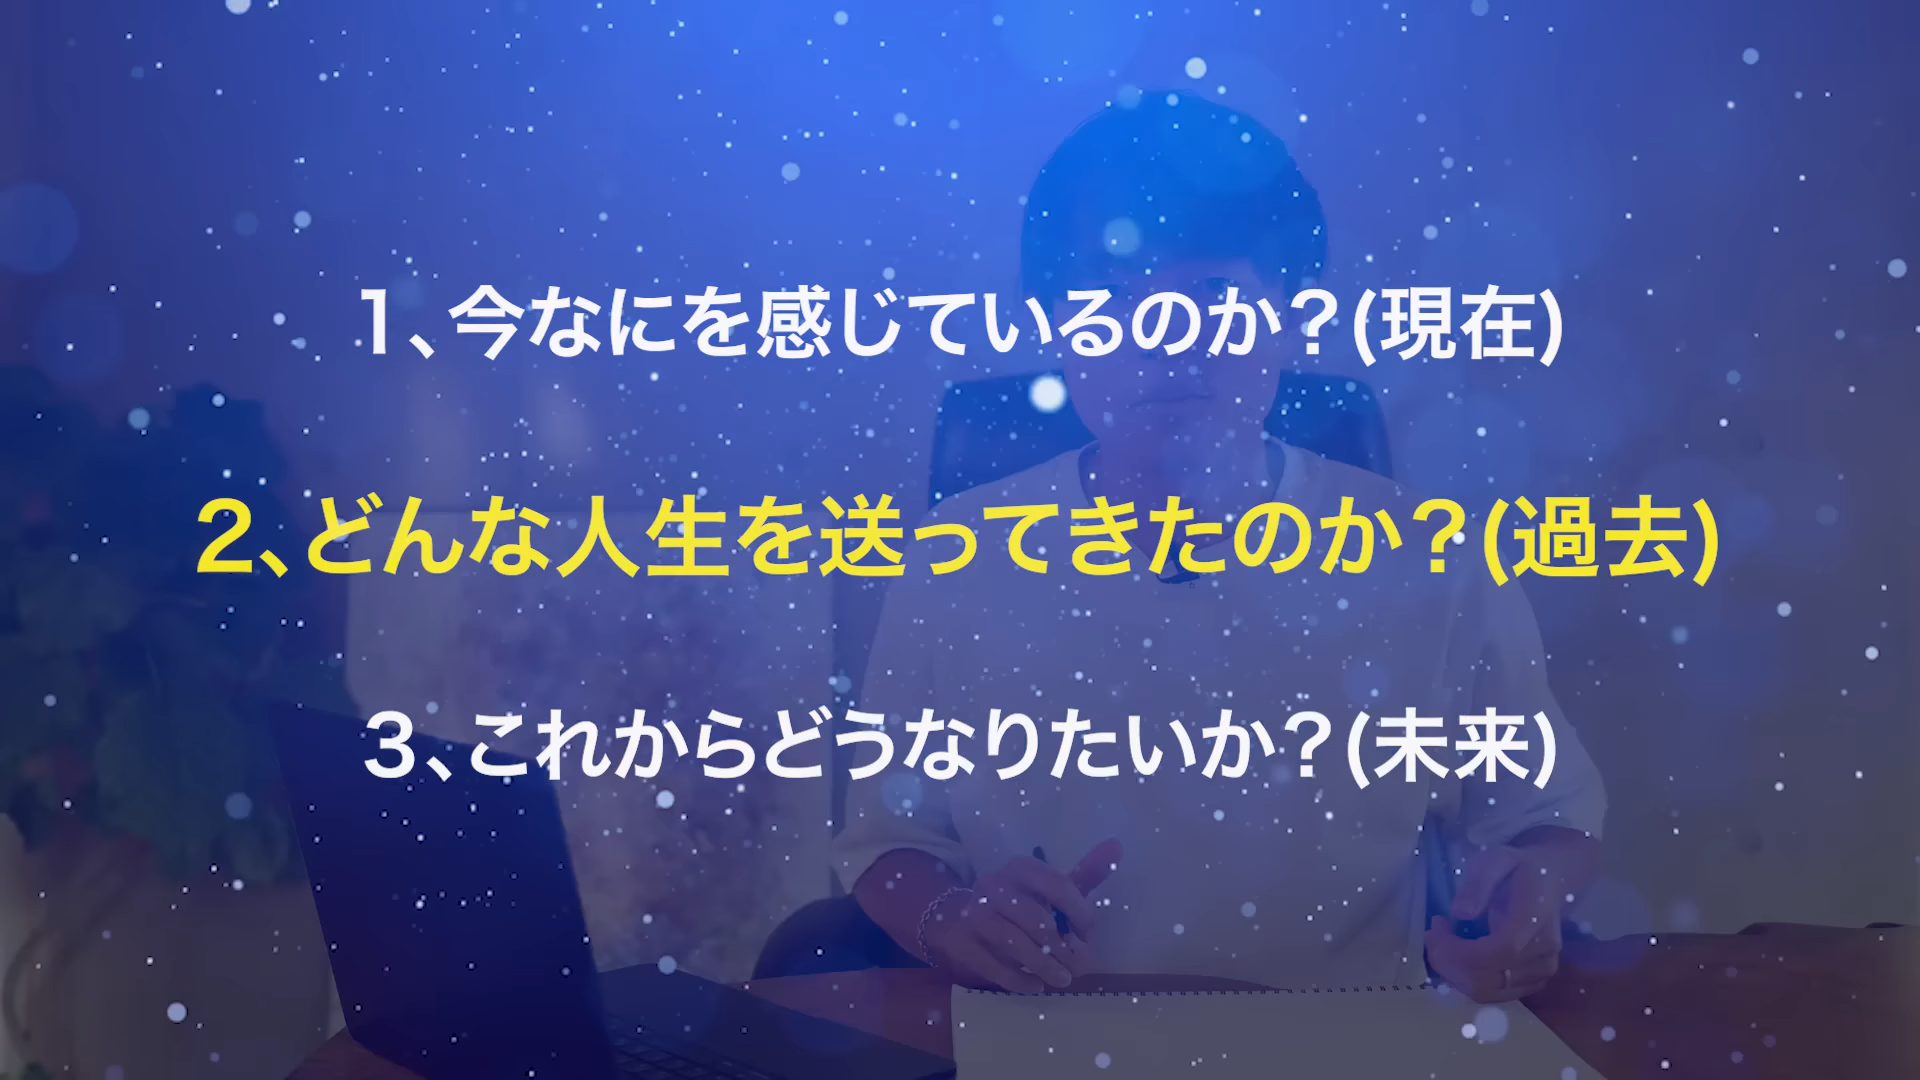 1、今なにを感じているのか？(現在)
2、どんな人生を送ってきたのか？(過去)
3、これからどうなりたいか？(未来)